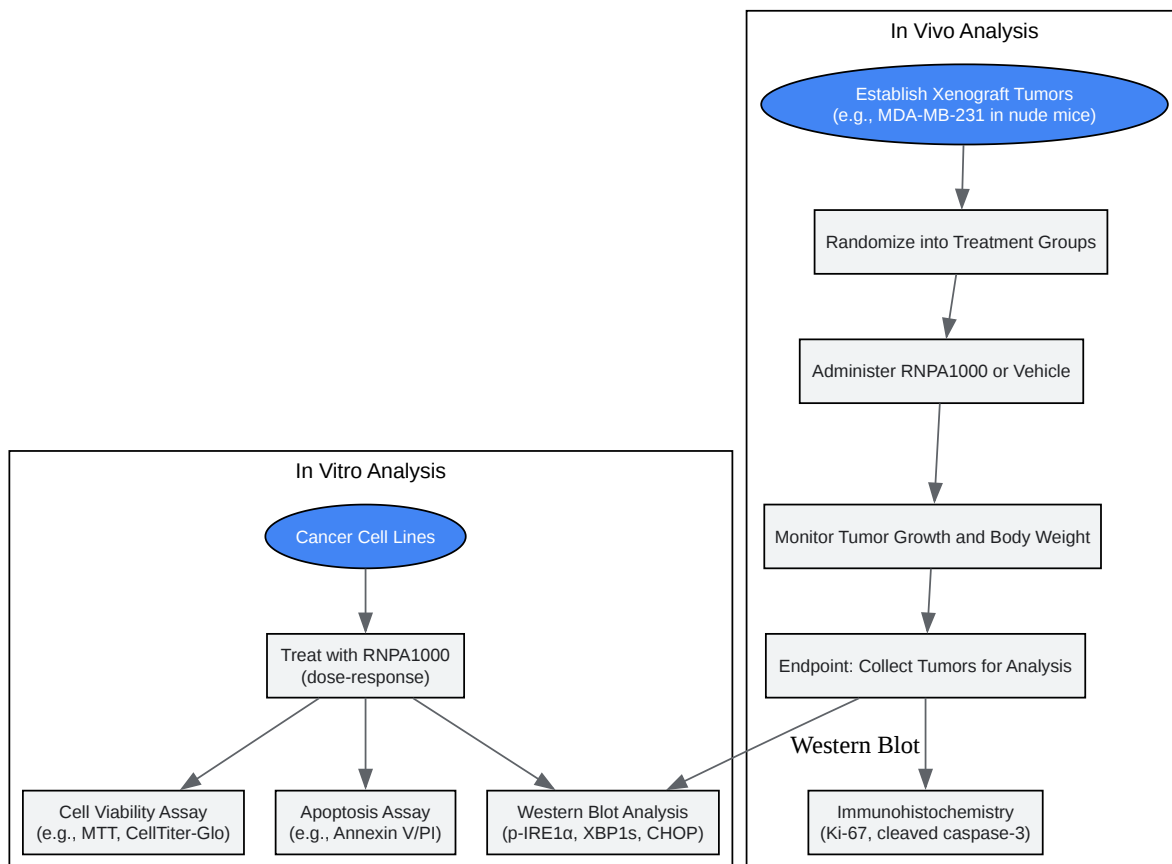 In Vivo Analysis
Establish Xenograft Tumors
(e.g., MDA-MB-231 in nude mice)
Randomize into Treatment Groups
Administer RNPA1000 or Vehicle
Monitor Tumor Growth and Body Weight
Endpoint: Collect Tumors for Analysis
Western Blot
Immunohistochemistry
(Ki-67, cleaved caspase-3)
In Vitro Analysis
Cancer Cell Lines
Treat with RNPA1000
(dose-response)
Cell Viability Assay
(e.g., MTT, CellTiter-Glo)
Apoptosis Assay
(e.g., Annexin V/PI)
Western Blot Analysis
(p-IRE1α, XBP1s, CHOP)